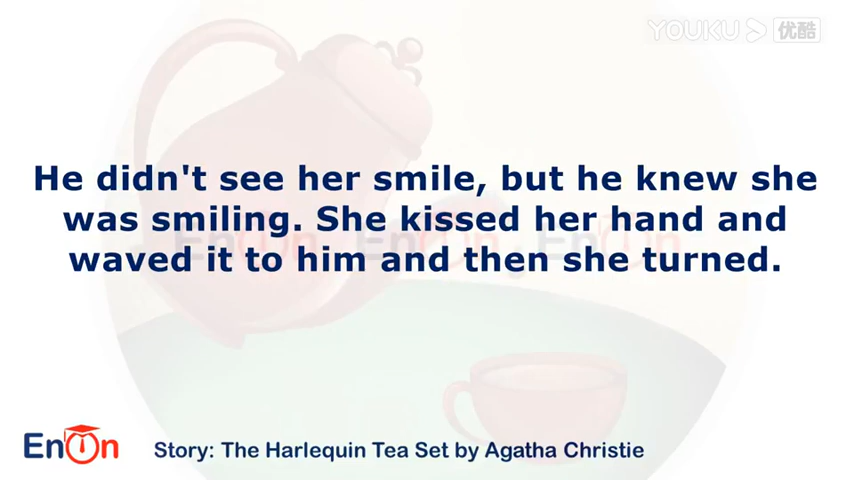 YOUKU 优酷
He didn't see her smile, but he knew she
was smiling. She kissed her hand and
waved it to him and then she turned.
EnOn
Story: The Harlequin Tea Set by Agatha Christie